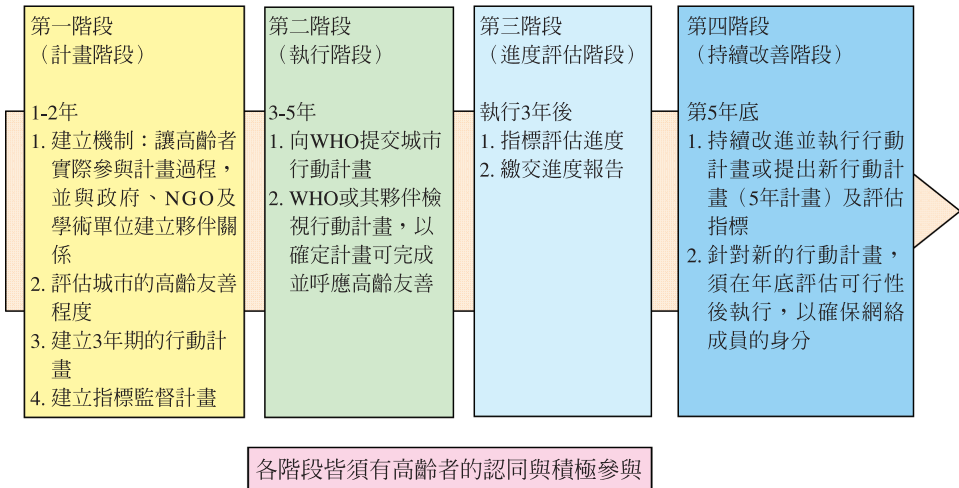 第一階段
（計畫階段）
1-2年
1. 建立機制：讓高齡者
實際參與計畫過程，
並與政府、NGO及
學術單位建立夥伴關
係
2. 評估城市的高齡友善
程度
3. 建立3年期的行動計
畫
4. 建立指標監督計畫
第二階段
（執行階段）
3-5年
1. 向WHO提交城市
行動計畫
2. WHO或其夥伴檢
視行動計畫，以
確定計畫可完成
並呼應高齡友善
第三階段
（進度評估階段）
執行3年後
1. 指標評估進度
2. 繳交進度報告
第四階段
（持續改善階段）
第5年底
1. 持續改進並執行行動
計畫或提出新行動計
畫（5年計畫）及評估
指標
2. 針對新的行動計畫，
須在年底評估可行性
後執行，以確保網絡
成員的身分
各階段皆須有高齡者的認同與積極參與